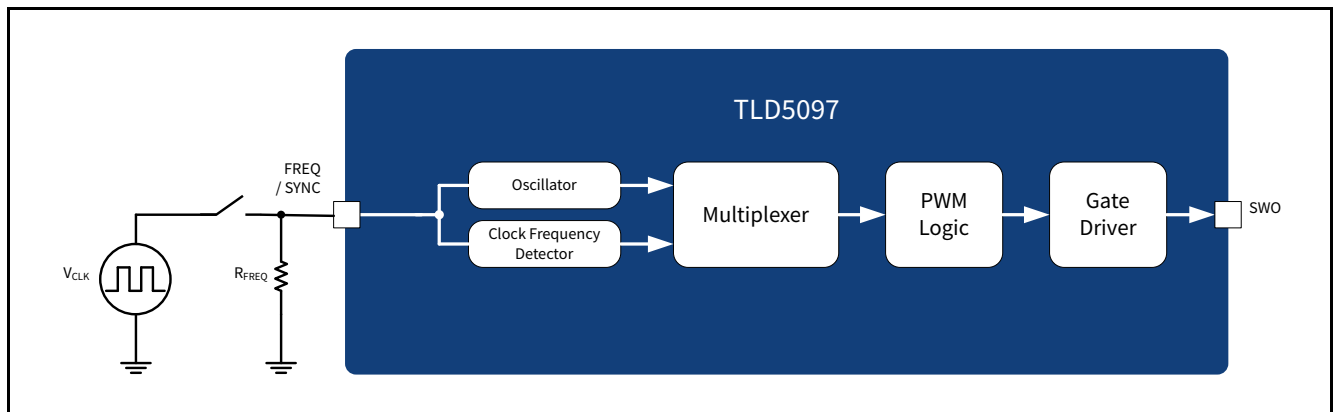 TLD5097
FREQ
/ SYNC
Oscillator
Clock Frequency
Detector
Multiplexer
PWM
Logic
Gate
Driver
SWO
VCLK
RFREQ